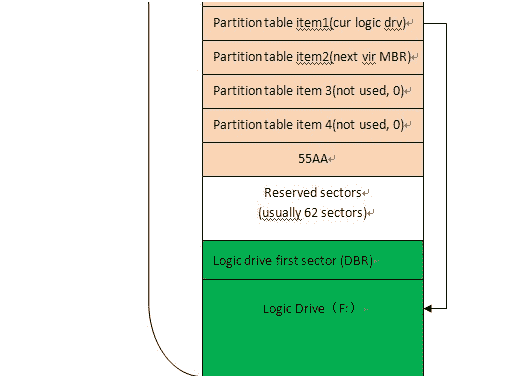 Partition table item1(cur logic drv)
Partition table item2(next vir MBR)
Partition table item 3(not used, 0)
Partition table item 4(not used, 0)
55AA
Reserved sectors
(usually 62 sectors)
Logic drive first sector (DBR)
Logic Drive（F:）